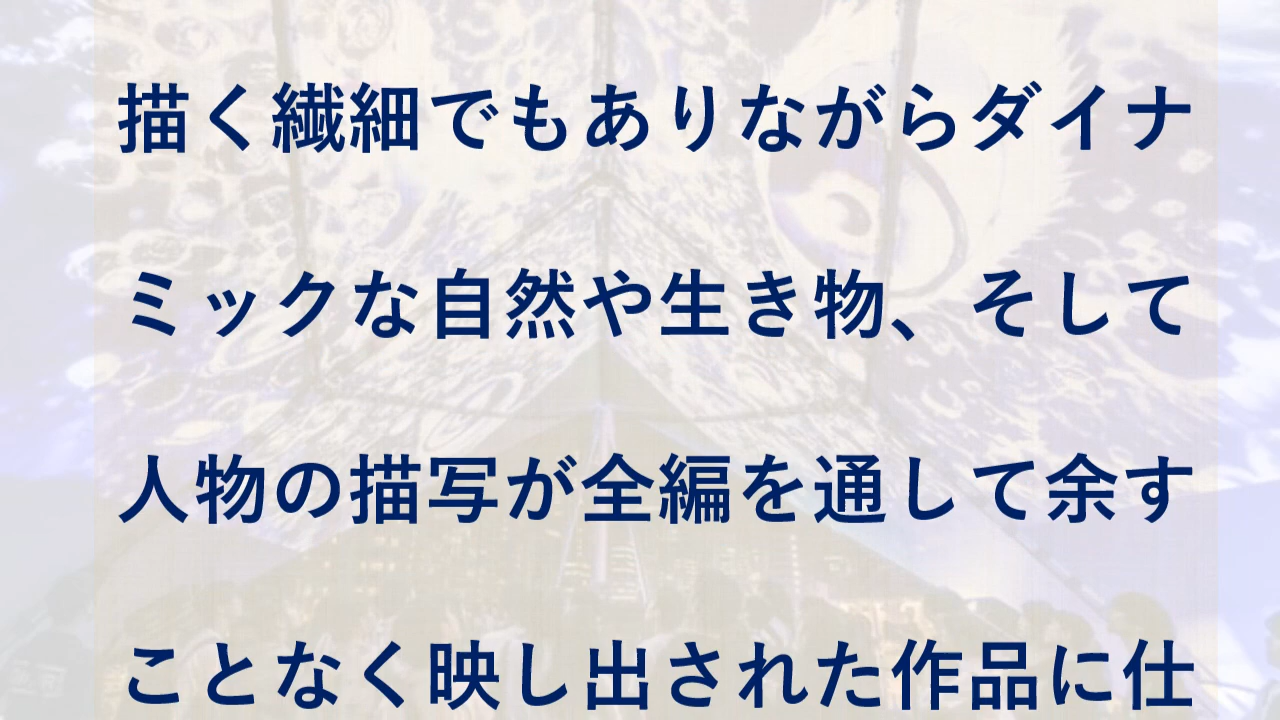 描く繊細でもありながらダイナ
ミックな自然や生き物、そして
人物の描写が全編を通して余す
ことなく映し出された作品に仕